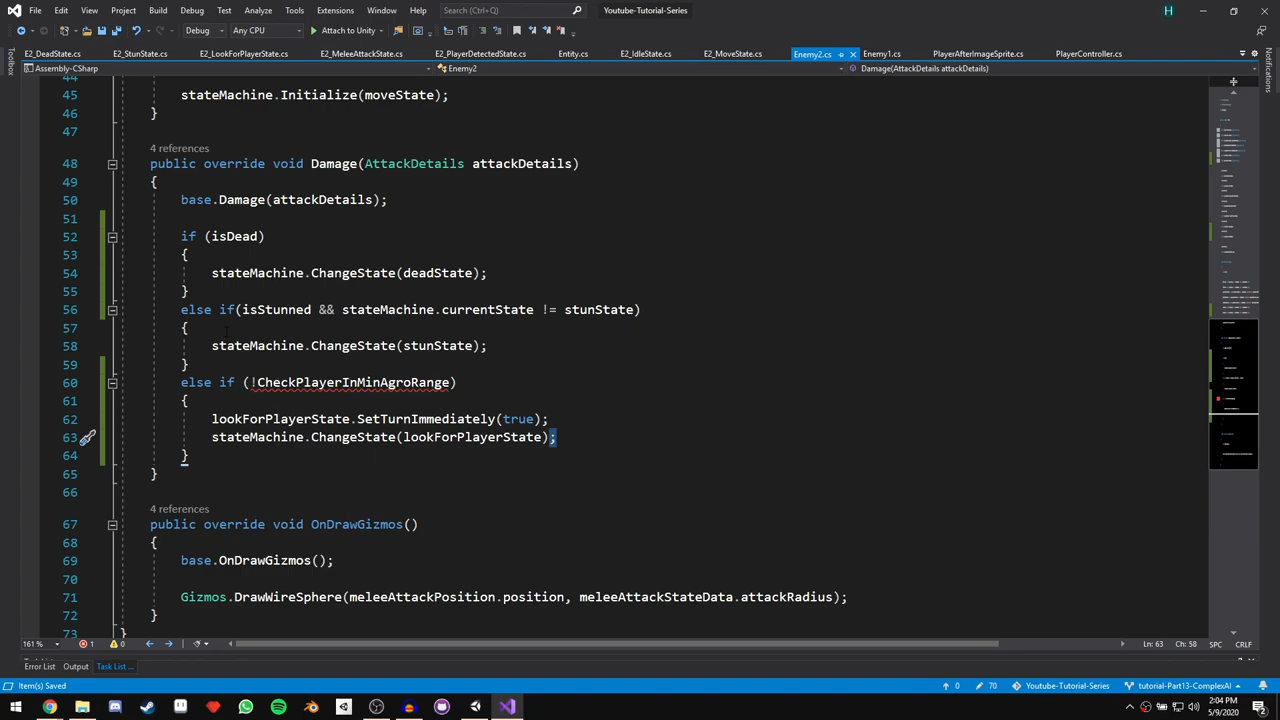 File Edit View Project Build Debug Test Analyze Tools Extensions Window Help Search (Ctrl+Q) Youtube-Tutorial-Series H
Debug Any CPU Attach to Unity
E2_DeadState.cs E2_StunState.cs E2_LookForPlayerState.cs E2_MeleeAttackState.cs E2_PlayerDetectedState.cs Entity.cs E2_IdleState.cs E2_MoveState.cs Enemy2.cs Enemy1.cs PlayerAfterImageSprite.cs PlayerController.cs
Toolbox
Notifications
Assembly-CSharp Enemy2 Damage(AttackDetails attackDetails)
44
45 stateMachine.Initialize(moveState);
46 }
47
4 references
48 public override void Damage(AttackDetails attackDetails)
49 {
50 base.Damage(attackDetails);
51
52 if (isDead)
53 {
54 stateMachine.ChangeState(deadState);
55 }
56 else if(isStunned && stateMachine.currentState != stunState)
57 {
58 stateMachine.ChangeState(stunState);
59 }
60 else if (!CheckPlayerInMinAgroRange)
61 {
62 lookForPlayerState.SetTurnImmediately(true);
63 stateMachine.ChangeState(lookForPlayerState);
64 }
65 }
66
4 references
67 public override void OnDrawGizmos()
68 {
69 base.OnDrawGizmos();
70
71 Gizmos.DrawWireSphere(meleeAttackPosition.position, meleeAttackStateData.attackRadius);
72 }
73 }
161 % 1 0 Ln: 63 Ch: 58 SPC CRLF
Error List Output Task List ...
Item(s) Saved 0 70 Youtube-Tutorial-Series tutorial-Part13-ComplexAI
2:04 PM
5/9/2020